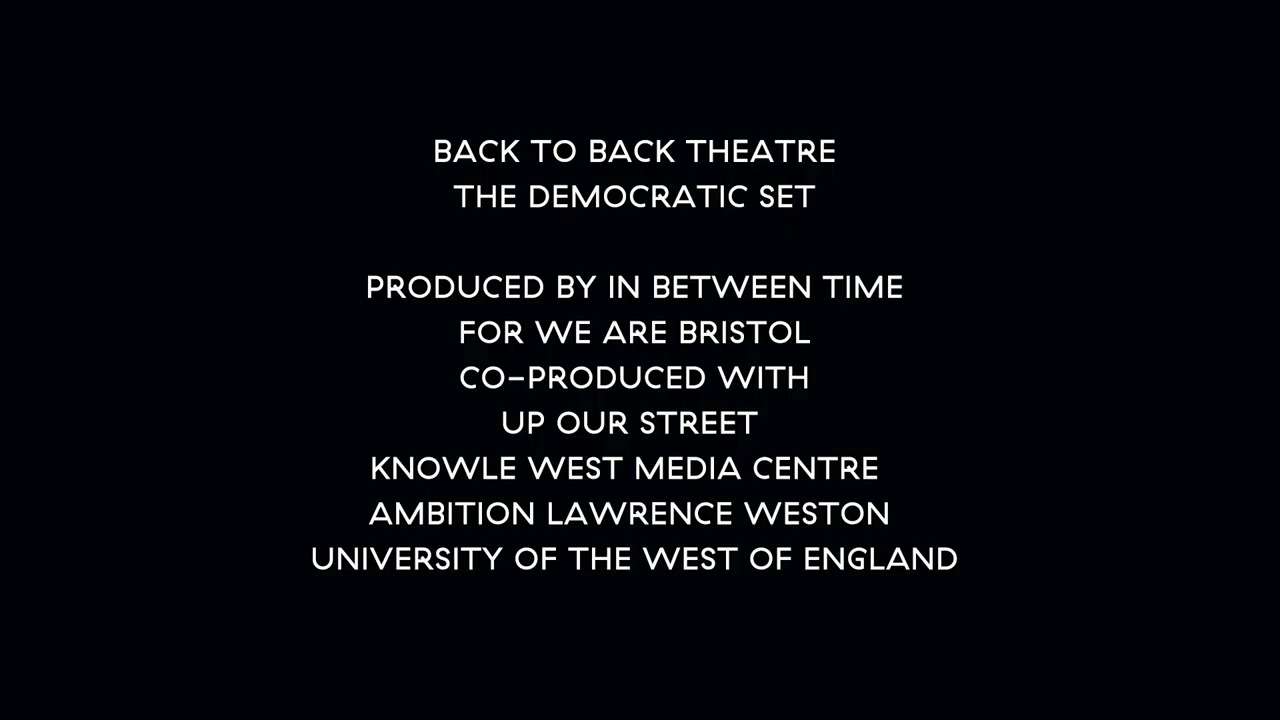 BACK TO BACK THEATRE
THE DEMOCRATIC SET
PRODUCED BY IN BETWEEN TIME
FOR WE ARE BRISTOL
CO-PRODUCED WITH
UP OUR STREET
KNOWLE WEST MEDIA CENTRE
AMBITION LAWRENCE WESTON
UNIVERSITY OF THE WEST OF ENGLAND